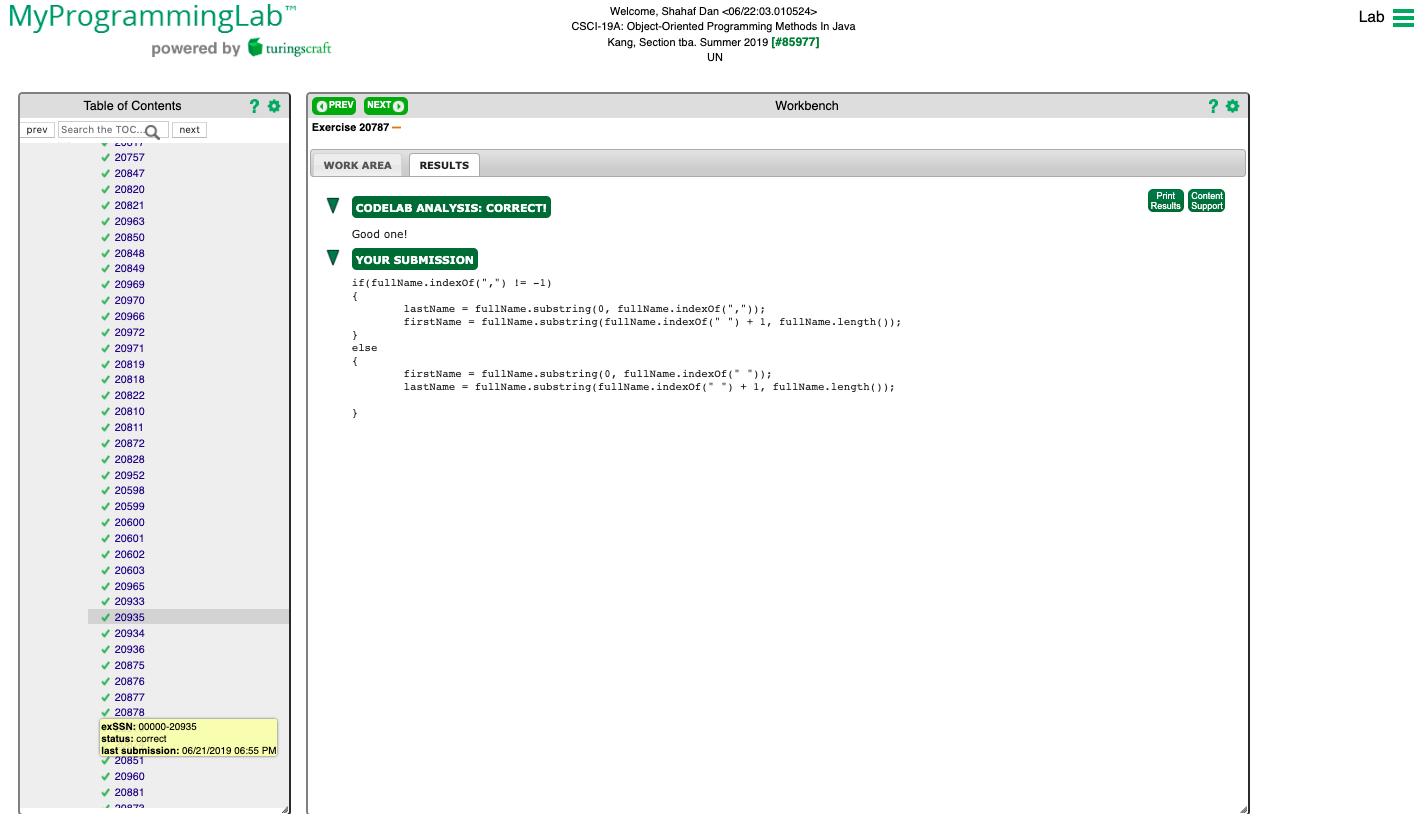 MyProgrammingLab™
powered by turingscraft
Welcome, Shahaf Dan <06/22:03.010524>
CSCI-19A: Object-Oriented Programming Methods In Java
Kang, Section tba. Summer 2019 [#85977]
UN
Lab
Table of Contents ?
prev Search the TOC... next
20757
20847
20820
20821
20963
20850
20848
20849
20969
20970
20966
20972
20971
20819
20818
20822
20810
20811
20872
20828
20952
20598
20599
20600
20601
20602
20603
20965
20933
20935
20934
20936
20875
20876
20877
20878
exSSN: 00000-20935
status: correct
last submission: 06/21/2019 06:55 PM
20851
20960
20881
PREV NEXT Workbench ?
Exercise 20787 –
WORK AREA RESULTS
Print Results Content Support
CODELAB ANALYSIS: CORRECT!
Good one!
YOUR SUBMISSION
if(fullName.indexOf(",") != -1)
{
lastName = fullName.substring(0, fullName.indexOf(","));
firstName = fullName.substring(fullName.indexOf(" ") + 1, fullName.length());
}
else
{
firstName = fullName.substring(0, fullName.indexOf(" "));
lastName = fullName.substring(fullName.indexOf(" ") + 1, fullName.length());
}